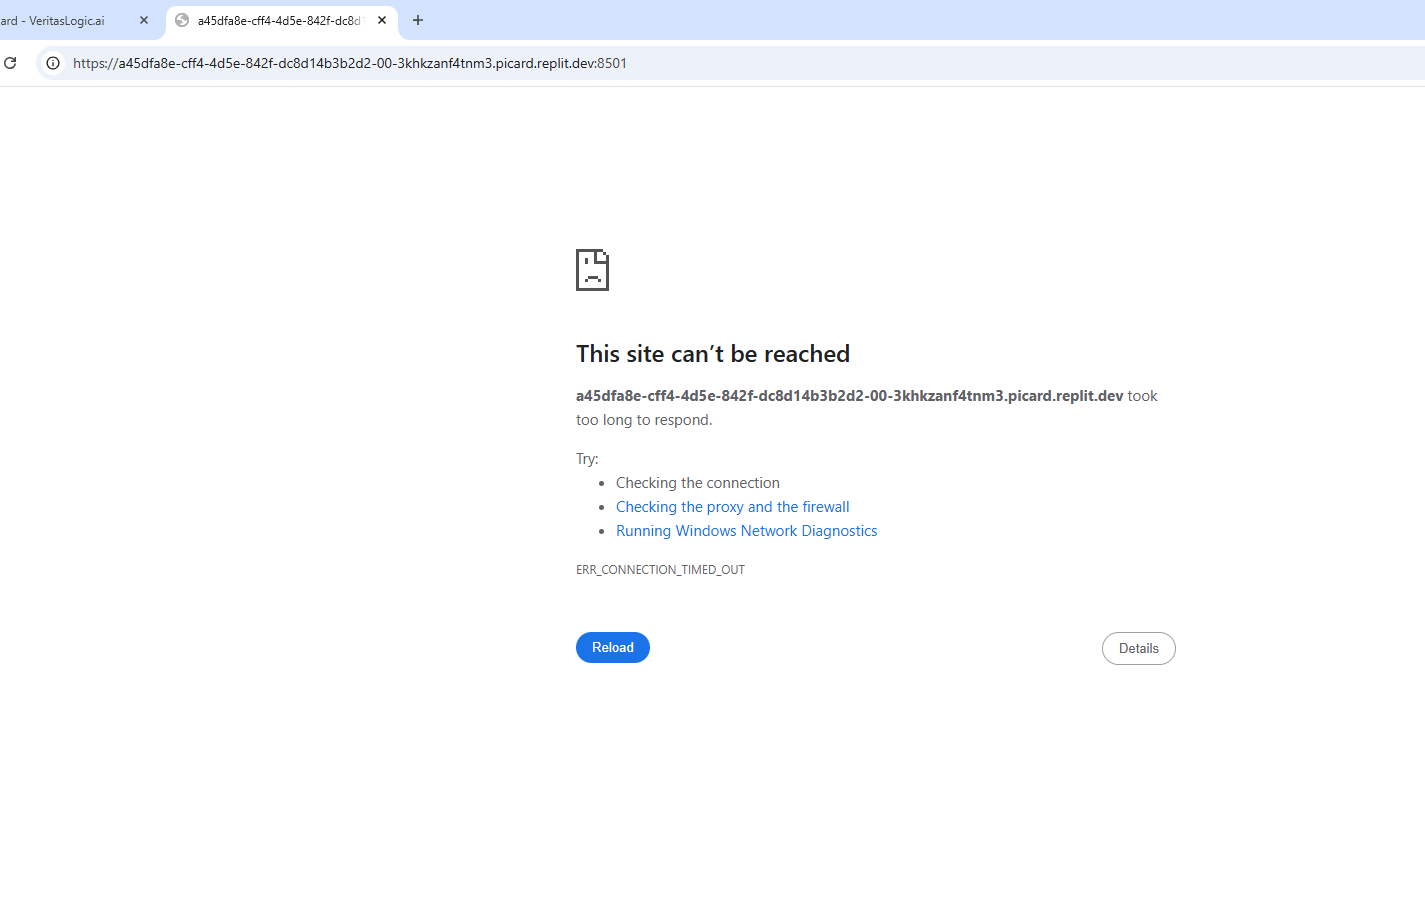 ard - VeritasLogic.ai
a45dfa8e-cff4-4d5e-842f-dc8d1
https://a45dfa8e-cff4-4d5e-842f-dc8d14b3b2d2-00-3khkzanf4tnm3.picard.replit.dev:8501
This site can’t be reached
a45dfa8e-cff4-4d5e-842f-dc8d14b3b2d2-00-3khkzanf4tnm3.picard.replit.dev took
too long to respond.
Try:
• Checking the connection
• Checking the proxy and the firewall
• Running Windows Network Diagnostics
ERR_CONNECTION_TIMED_OUT
Reload
Details